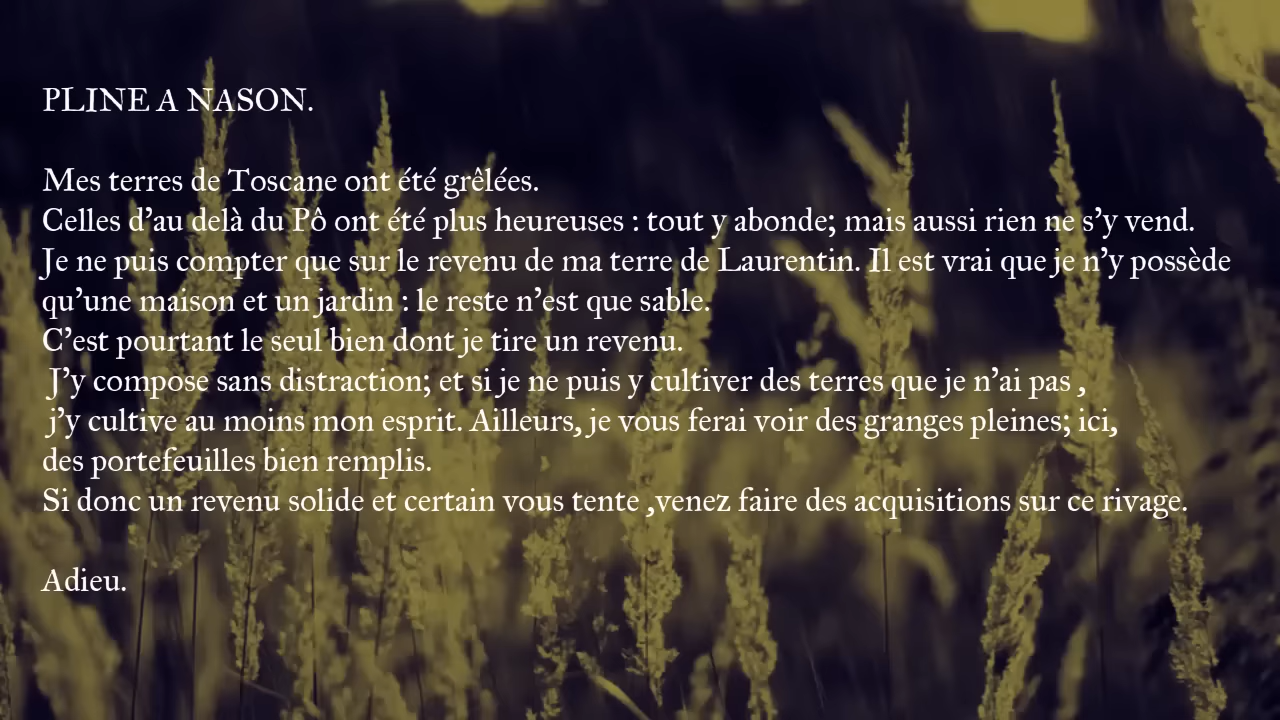 PLINE A NASON.
Mes terres de Toscane ont été grêlées.
Celles d'au delà du Pô ont été plus heureuses : tout y abonde; mais aussi rien ne s'y vend.
Je ne puis compter que sur le revenu de ma terre de Laurentin. Il est vrai que je n'y possède
qu'une maison et un jardin : le reste n'est que sable.
C'est pourtant le seul bien dont je tire un revenu.
J'y compose sans distraction; et si je ne puis y cultiver des terres que je n'ai pas ,
j'y cultive au moins mon esprit. Ailleurs, je vous ferai voir des granges pleines; ici,
des portefeuilles bien remplis.
Si donc un revenu solide et certain vous tente ,venez faire des acquisitions sur ce rivage.
Adieu.